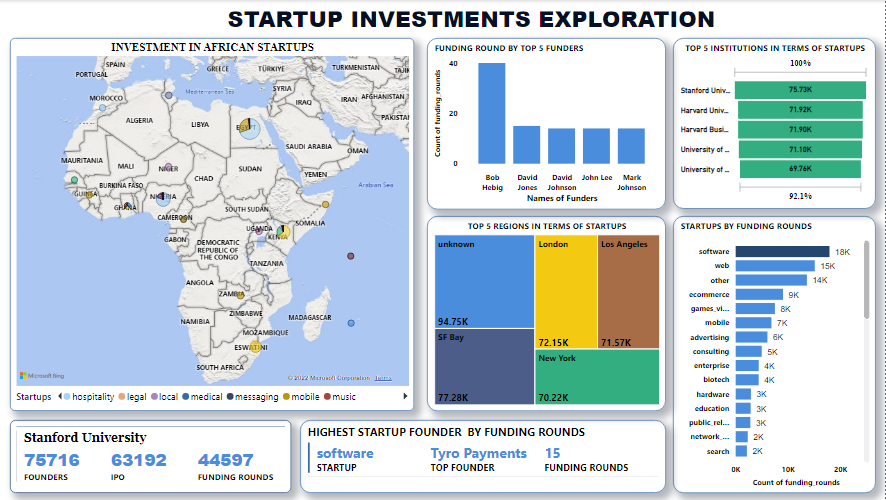 STARTUP INVESTMENTS EXPLORATION
INVESTMENT IN AFRICAN STARTUPS
SPAIN
PORTUGAL
GREECE
TÜRKIYE
TURKMENISTAN
TAJIK
SYRIA
Mediterranean Sea
MOROCCO
IRAQ
IRAN
AFGHANISTAN
PAKISTAN
ALGERIA
LIBYA
EGYPT
SAUDI ARABIA
OMAN
MAURITANIA
MALI
NIGER
CHAD
SUDAN
YEMEN
Arabian Sea
BURKINA FASO
GUINEA
GHANA
NIGERIA
SOUTH SUDAN
CAMEROON
SOMALIA
UGANDA
KENYA
GABON
DEMOCRATIC
REPUBLIC OF
THE CONGO
TANZANIA
ANGOLA
ZAMBIA
ZIMBABWE
MADAGASCAR
NAMIBIA
MOZAMBIQUE
ESWATINI
SOUTH AFRICA
Microsoft Bing
© 2022 Microsoft Corporation Terms
Startups hospitality legal local medical messaging mobile music
FUNDING ROUND BY TOP 5 FUNDERS
Count of funding_rounds
40
20
0
Bob Hebig
David Jones
David Johnson
John Lee
Mark Johnson
Names of Funders
TOP 5 INSTITUTIONS IN TERMS OF STARTUPS
100%
Stanford Univ... 75.73K
Harvard Univ... 71.92K
Harvard Busi... 71.90K
University of ... 71.10K
University of ... 69.76K
92.1%
TOP 5 REGIONS IN TERMS OF STARTUPS
unknown
94.75K
London
72.15K
Los Angeles
71.57K
SF Bay
77.28K
New York
70.22K
STARTUPS BY FUNDING ROUNDS
software 18K
web 15K
other 14K
ecommerce 9K
games_vi... 8K
mobile 7K
advertising 6K
consulting 5K
enterprise 4K
biotech 4K
hardware 3K
education 3K
public_rel... 3K
network_... 2K
search 2K
0K 10K 20K
Count of funding_rounds
Stanford University
75716 63192 44597
FOUNDERS IPO FUNDING ROUNDS
HIGHEST STARTUP FOUNDER BY FUNDING ROUNDS
software Tyro Payments 15
STARTUP TOP FOUNDER FUNDING ROUNDS